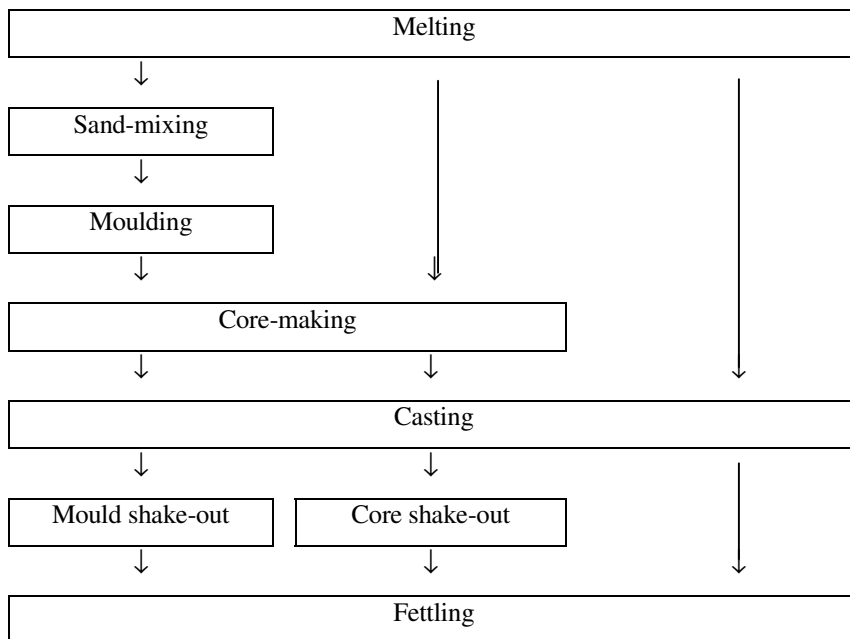 Melting
Sand-mixing
Moulding
Core-making
Casting
Mould shake-out
Core shake-out
Fettling